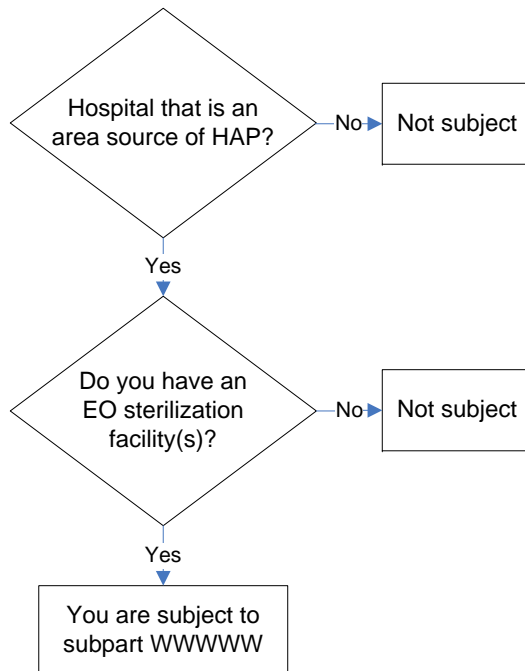 Hospital that is an
area source of HAP?
No
Not subject
Yes
Do you have an
EO sterilization
facility(s)?
No
Not subject
Yes
You are subject to
subpart WWWWW